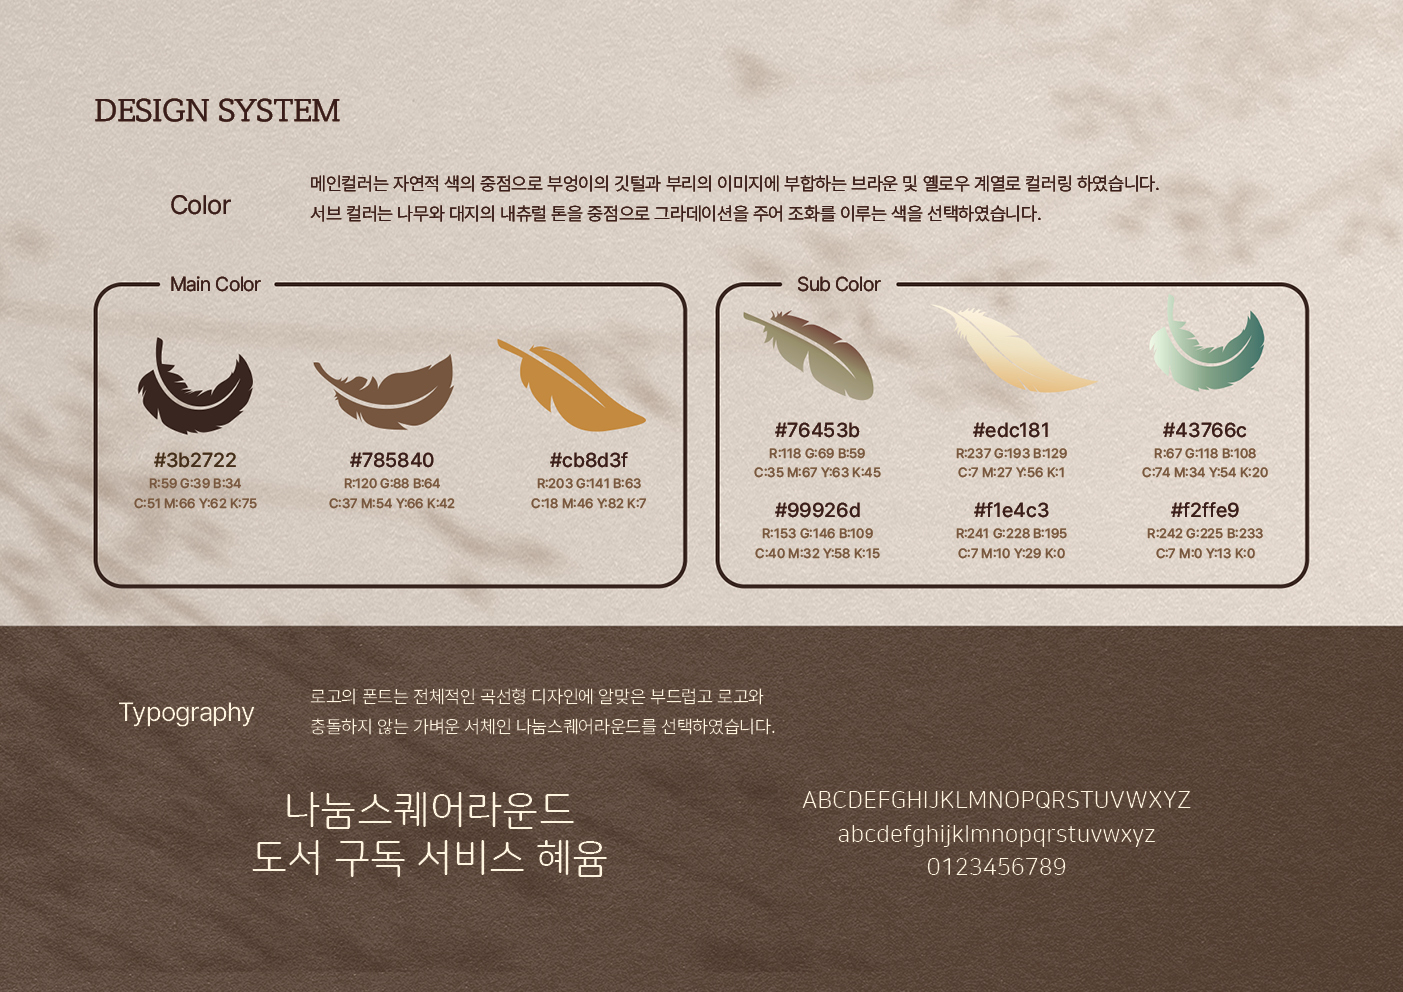 DESIGN SYSTEM
Color
메인컬러는 자연적 색의 중점으로 부엉이의 깃털과 부리의 이미지에 부합하는 브라운 및 옐로우 계열로 컬러링 하였습니다.
서브 컬러는 나무와 대지의 내츄럴 톤을 중점으로 그라데이션을 주어 조화를 이루는 색을 선택하였습니다.
Main Color
#3b2722
R:59 G:39 B:34
C:51 M:66 Y:62 K:75
#785840
R:120 G:88 B:64
C:37 M:54 Y:66 K:42
#cb8d3f
R:203 G:141 B:63
C:18 M:46 Y:82 K:7
Sub Color
#76453b
R:118 G:69 B:59
C:35 M:67 Y:63 K:45
#edc181
R:237 G:193 B:129
C:7 M:27 Y:56 K:1
#43766c
R:67 G:118 B:108
C:74 M:34 Y:54 K:20
#99926d
R:153 G:146 B:109
C:40 M:32 Y:58 K:15
#f1e4c3
R:241 G:228 B:195
C:7 M:10 Y:29 K:0
#f2ffe9
R:242 G:225 B:233
C:7 M:0 Y:13 K:0
Typography
로고의 폰트는 전체적인 곡선형 디자인에 알맞은 부드럽고 로고와
충돌하지 않는 가벼운 서체인 나눔스퀘어라운드를 선택하였습니다.
나눔스퀘어라운드
도서 구독 서비스 혜윰
ABCDEFGHIJKLMNOPQRSTUVWXYZ
abcdefghijklmnopqrstuvwxyz
0123456789